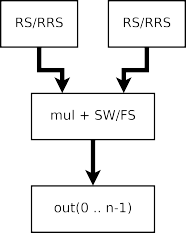 RS/RRS RS/RRS
mul + SW/FS
out(0 .. n-1)